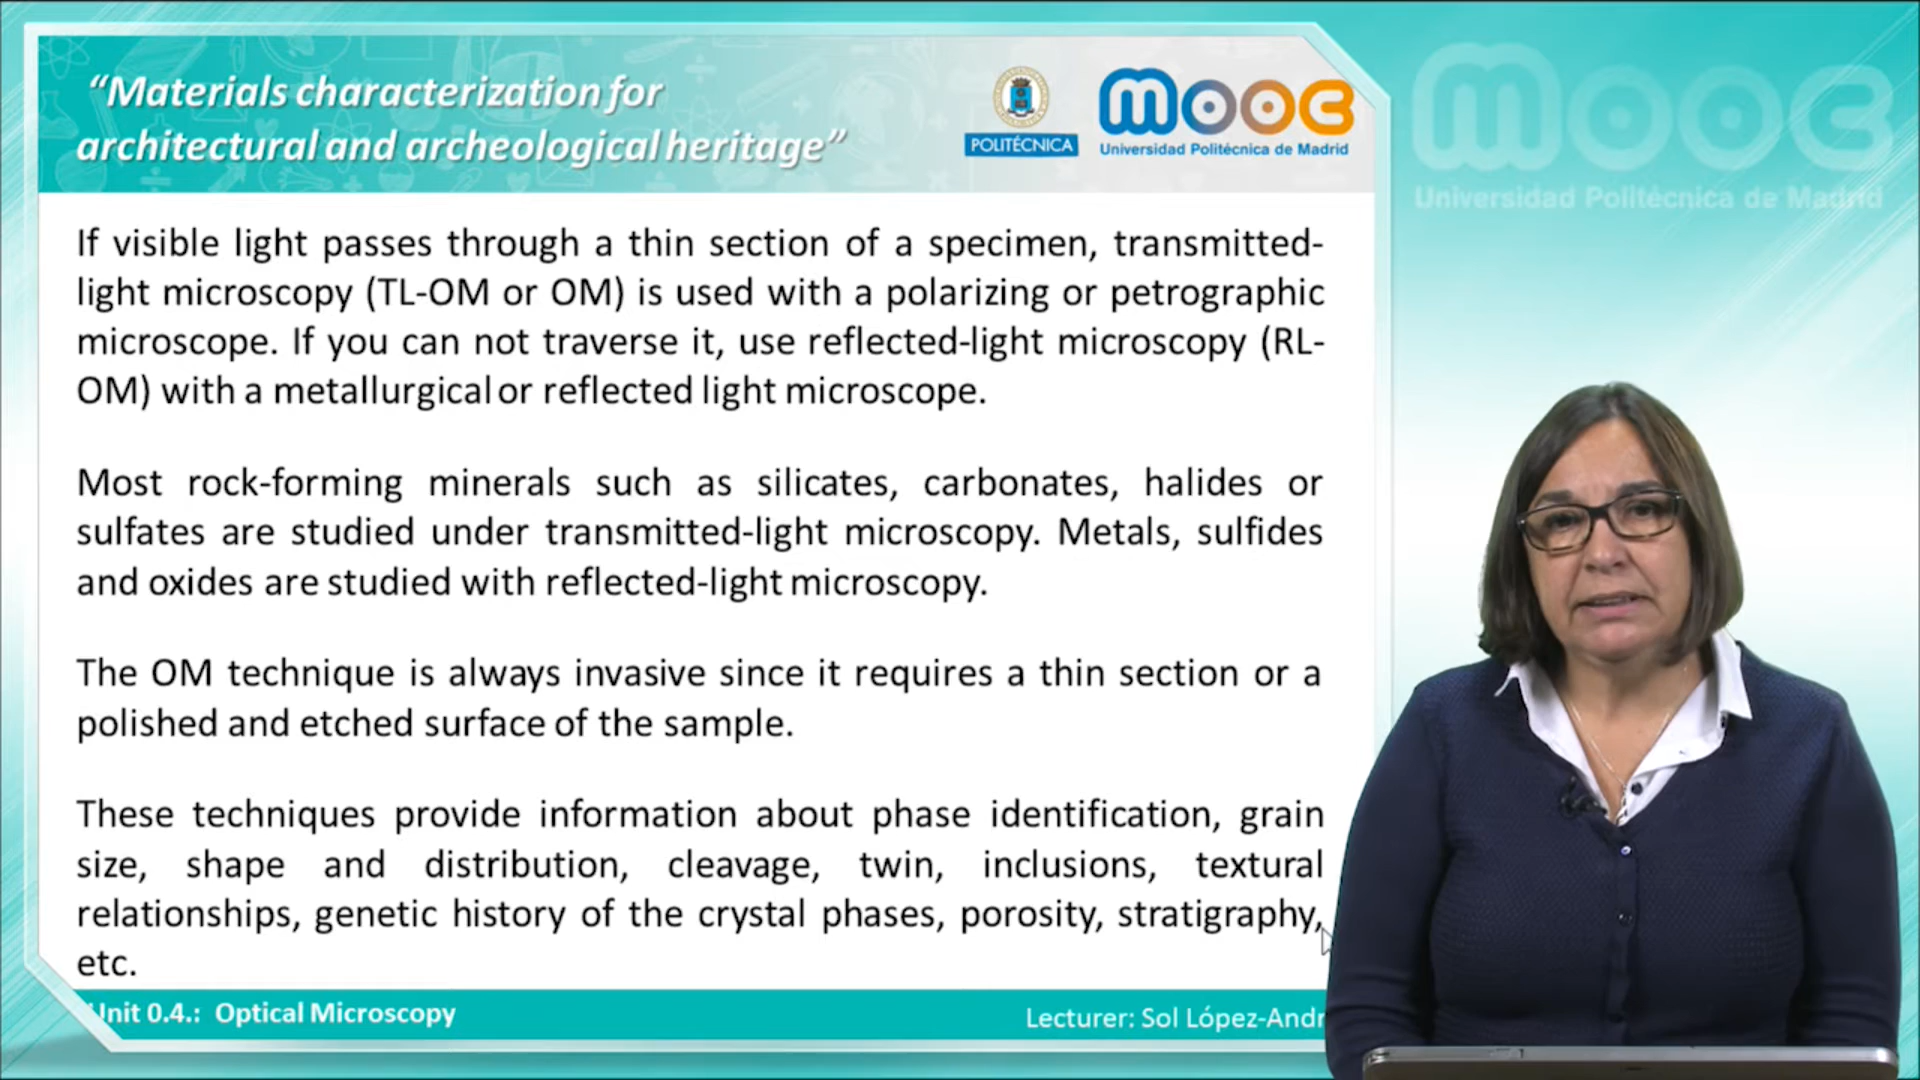 “Materials characterization for
architectural and archeological heritage”
POLITÉCNICA
mooc
Universidad Politécnica de Madrid
mooc
Universidad Politécnica de Madrid
If visible light passes through a thin section of a specimen, transmitted-
light microscopy (TL-OM or OM) is used with a polarizing or petrographic
microscope. If you can not traverse it, use reflected-light microscopy (RL-
OM) with a metallurgical or reflected light microscope.
Most rock-forming minerals such as silicates, carbonates, halides or
sulfates are studied under transmitted-light microscopy. Metals, sulfides
and oxides are studied with reflected-light microscopy.
The OM technique is always invasive since it requires a thin section or a
polished and etched surface of the sample.
These techniques provide information about phase identification, grain
size, shape and distribution, cleavage, twin, inclusions, textural
relationships, genetic history of the crystal phases, porosity, stratigraphy,
etc.
Unit 0.4.: Optical Microscopy
Lecturer: Sol López-Andr